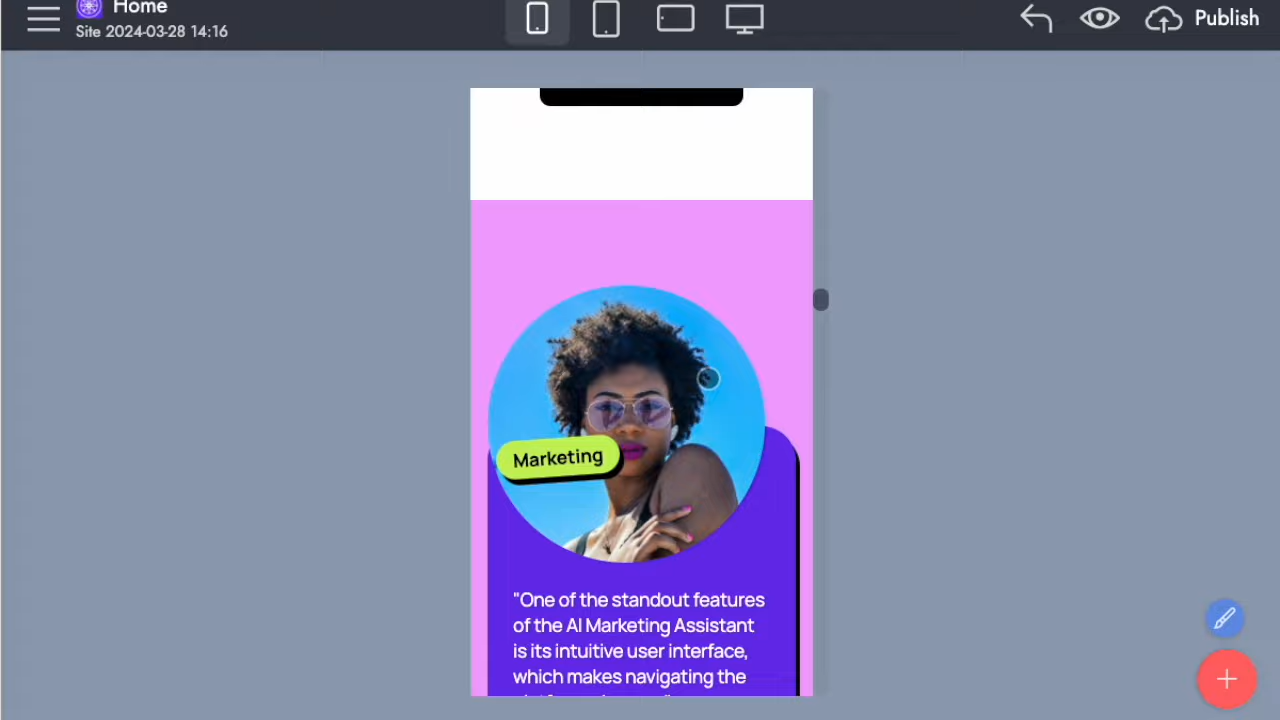 Home
Site 2024-03-28 14:16
Publish
Marketing
"One of the standout features
of the AI Marketing Assistant
is its intuitive user interface,
which makes navigating the